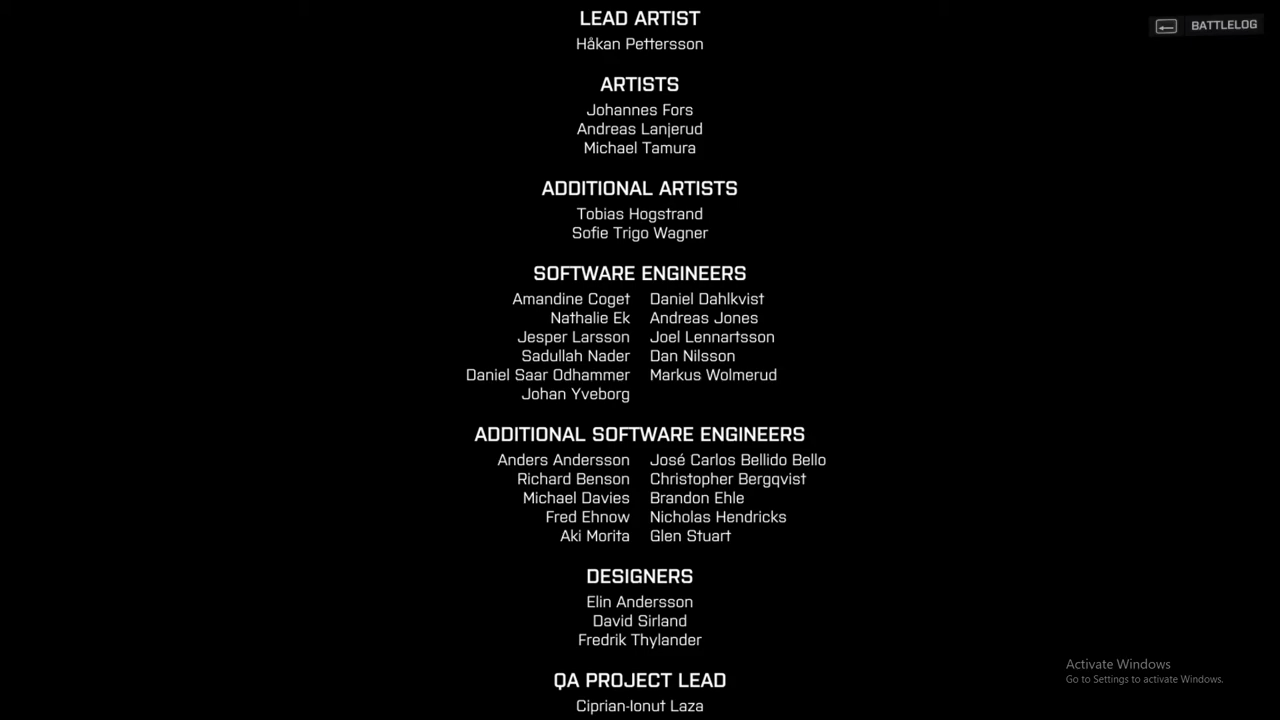 LEAD ARTIST
Håkan Pettersson
BATTLELOG
ARTISTS
Johannes Fors
Andreas Lanjerud
Michael Tamura
ADDITIONAL ARTISTS
Tobias Hogstrand
Sofie Trigo Wagner
SOFTWARE ENGINEERS
Amandine Coget Daniel Dahlkvist
Nathalie Ek Andreas Jones
Jesper Larsson Joel Lennartsson
Sadullah Nader Dan Nilsson
Daniel Saar Odhammer Markus Wolmerud
Johan Yveborg
ADDITIONAL SOFTWARE ENGINEERS
Anders Andersson José Carlos Bellido Bello
Richard Benson Christopher Bergqvist
Michael Davies Brandon Ehle
Fred Ehnow Nicholas Hendricks
Aki Morita Glen Stuart
DESIGNERS
Elin Andersson
David Sirland
Fredrik Thylander
QA PROJECT LEAD
Ciprian-Ionut Laza
Activate Windows
Go to Settings to activate Windows.